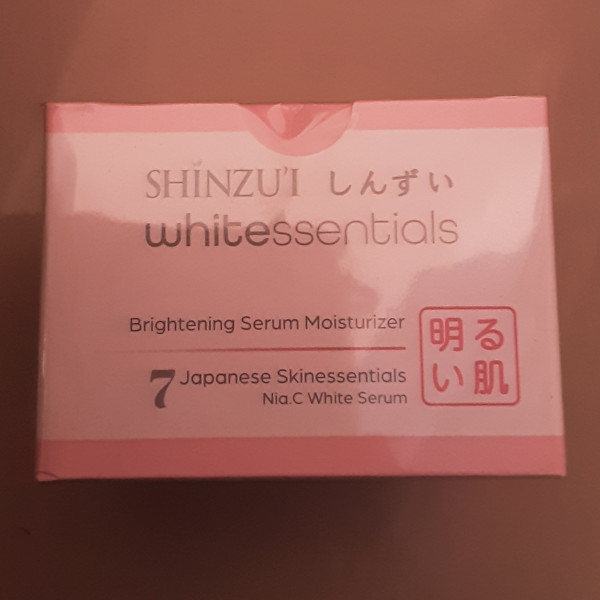 SHINZU'I しんずい
whitessentials
Brightening Serum Moisturizer
7 Japanese Skinessentials
Nia.C White Serum
明る
い肌